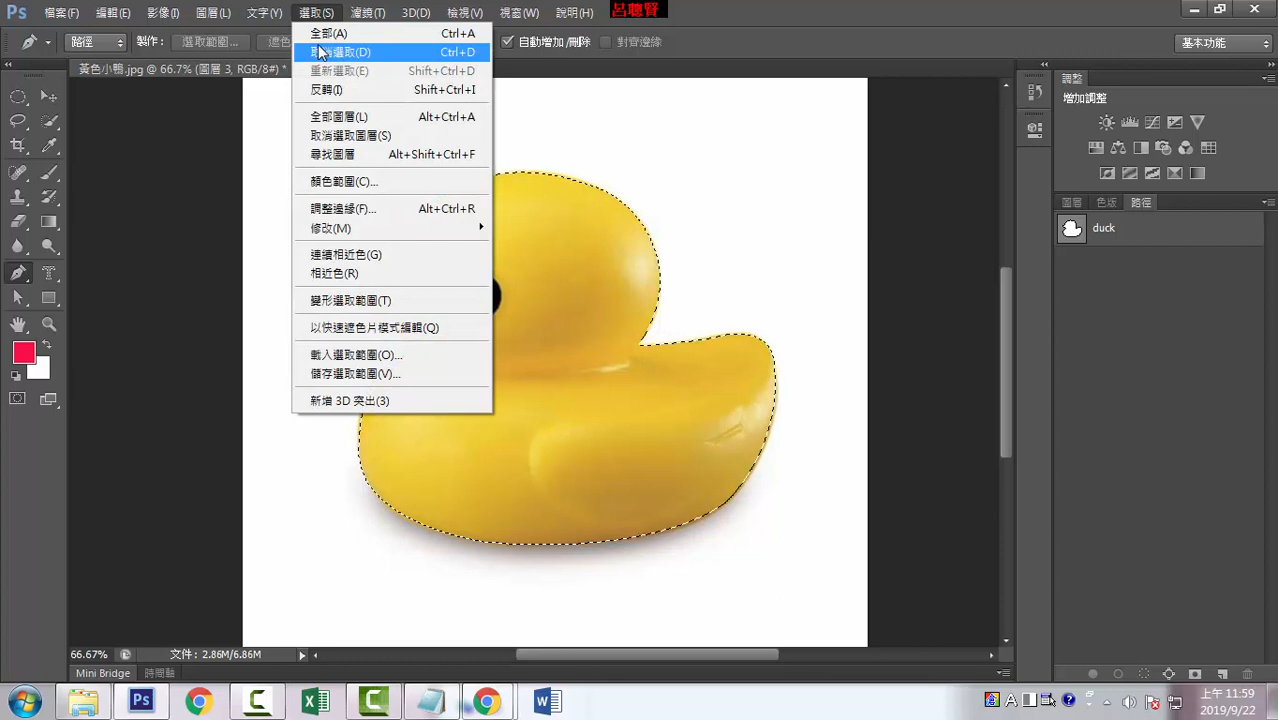 Ps 檔案(F) 編輯(E) 影像(I) 圖層(L) 文字(Y) 選取(S) 濾鏡(T) 3D(D) 檢視(V) 視窗(W) 說明(H) 呂聰賢
路徑 製作: 選取範圍... 自動增加/刪除 對齊邊緣
黃色小鴨.jpg @ 66.7% (圖層 3, RGB/8#) *
全部(A) Ctrl+A
取消選取(D) Ctrl+D
重新選取(E) Shift+Ctrl+D
反轉(I) Shift+Ctrl+I
全部圖層(L) Alt+Ctrl+A
取消選取圖層(S)
尋找圖層 Alt+Shift+Ctrl+F
顏色範圍(C)...
調整邊緣(F)... Alt+Ctrl+R
修改(M)
連續相近色(G)
相近色(R)
變形選取範圍(T)
以快速遮色片模式編輯(Q)
載入選取範圍(O)...
儲存選取範圍(V)...
新增 3D 突出(3)
調整
增加調整
圖層 色版 路徑
duck
66.67% 文件: 2.86M/6.86M
Mini Bridge 時間軸
上午 11:59
2019/9/22